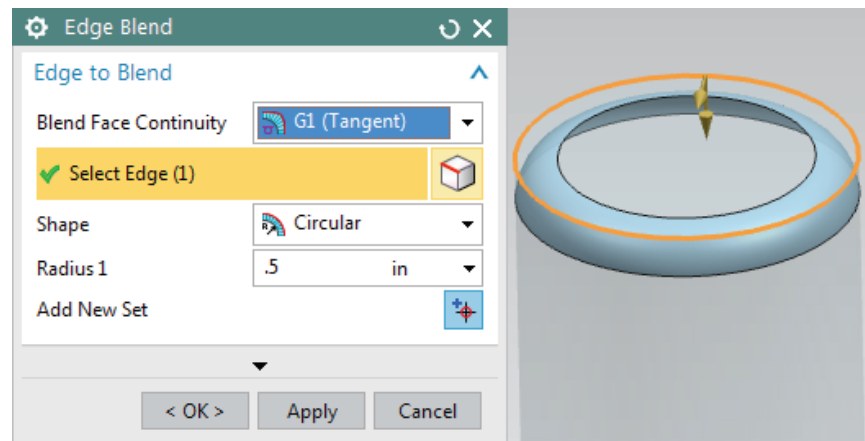 Edge Blend
Edge to Blend
Blend Face Continuity G1 (Tangent)
Select Edge (1)
Shape Circular
Radius 1 .5 in
Add New Set
< OK > Apply Cancel